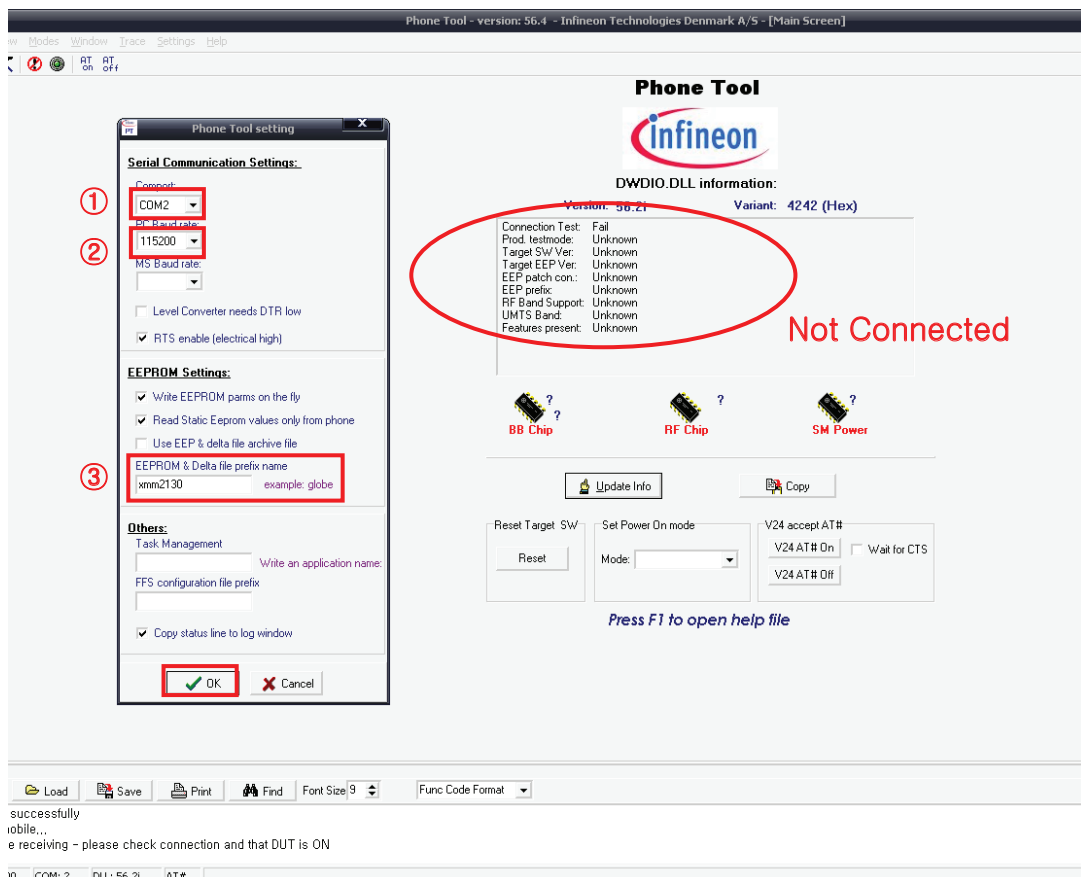 Phone Tool - version: 56.4 - Infineon Technologies Denmark A/S - [Main Screen]
Modes Window Trace Settings Help
AT on AT off
Phone Tool setting
Serial Communication Settings:
Comport:
① COM2
PC Baud rate:
② 115200
MS Baud rate:
Level Converter needs DTR low
RTS enable (electrical high)
EEPROM Settings:
Write EEPROM parms on the fly
Read Static Eeprom values only from phone
Use EEP & delta file archive file
EEPROM & Delta file prefix name
③ xmm2130 example: globe
Others:
Task Management
Write an application name:
FFS configuration file prefix
Copy status line to log window
OK Cancel
Phone Tool
infineon
DWDIO.DLL information:
Version: 56.2i Variant: 4242 (Hex)
Connection Test: Fail
Prod. testmode: Unknown
Target SW Ver: Unknown
Target EEP Ver: Unknown
EEP patch con.: Unknown
EEP prefix: Unknown
RF Band Support: Unknown
UMTS Band: Unknown
Features present: Unknown
Not Connected
? ? ? ?
BB Chip RF Chip SM Power
Update Info Copy
Reset Target SW Set Power On mode V24 accept AT#
Reset Mode: V24 AT# On Wait for CTS
V24 AT# Off
Press F1 to open help file
Load Save Print Find Font Size 9 Func Code Format
successfully
e receiving - please check connection and that DUT is ON
COM: 2 DLL: 56.2i AT#